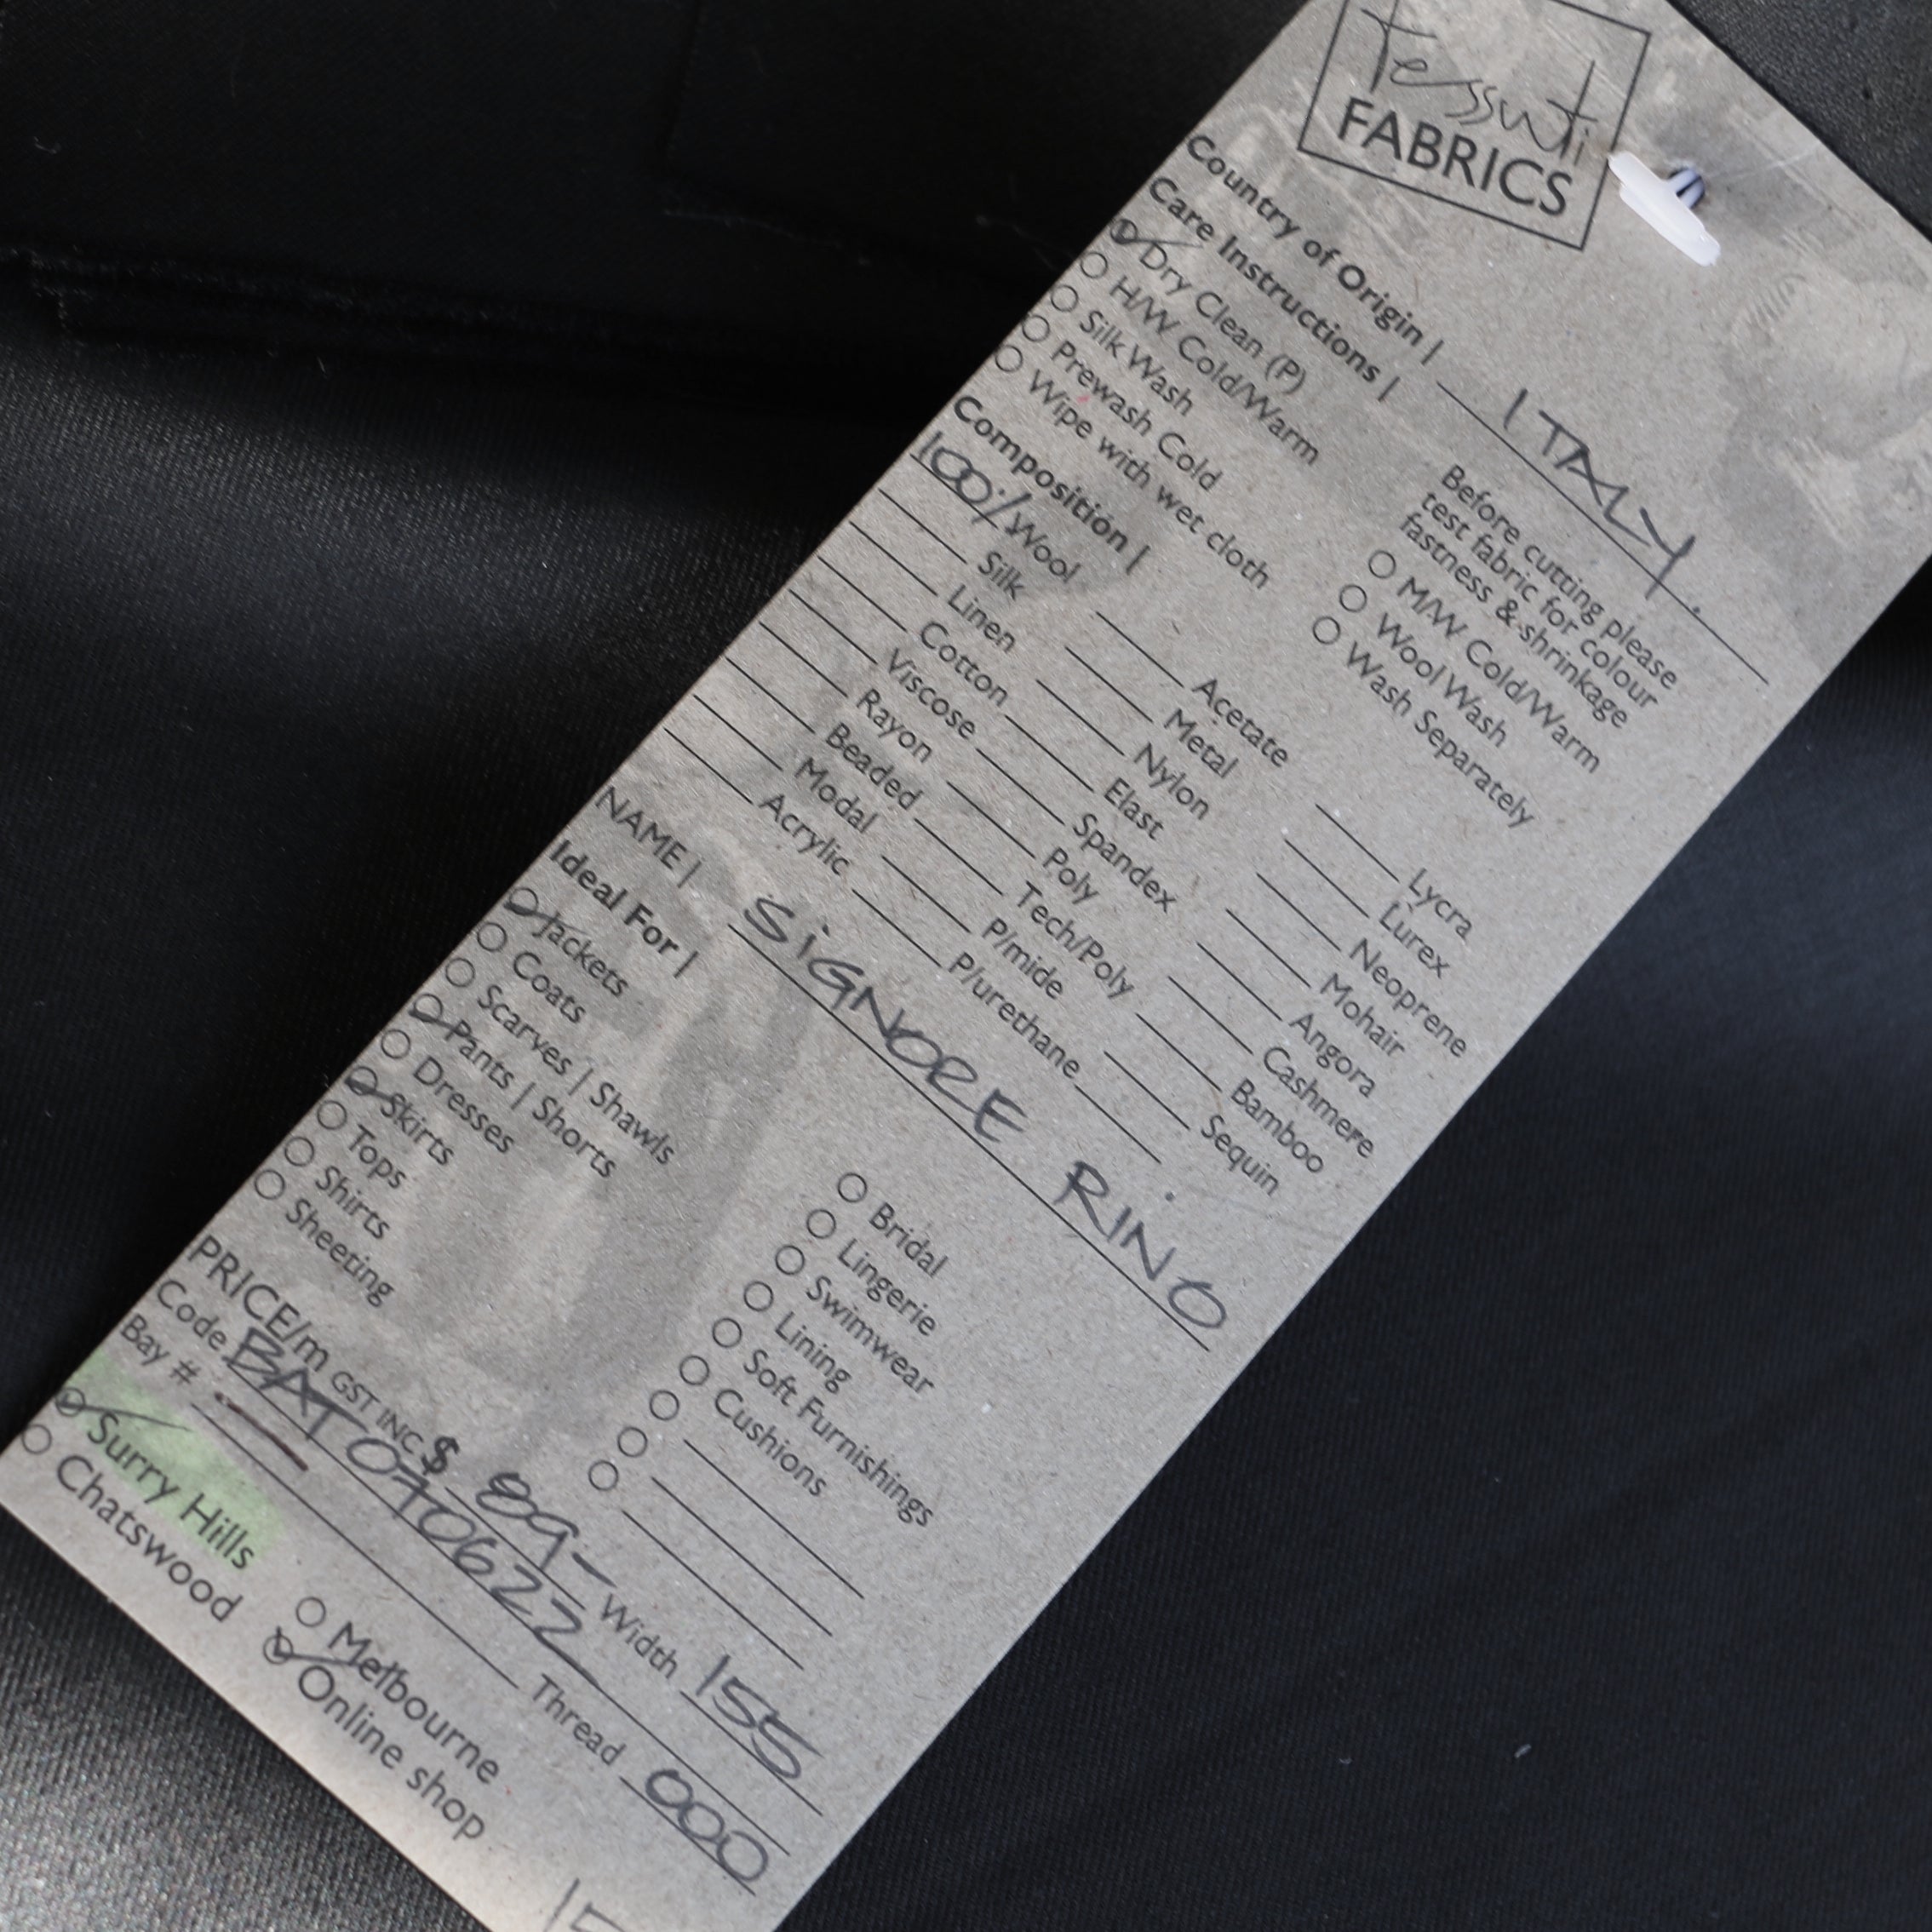 Tessuti
FABRICS
Country of Origin | ITALY.
Care Instructions |
Dry Clean (P)
H/W Cold/Warm
Silk Wash
Prewash Cold
Wipe with wet cloth
Before cutting please
test fabric for colour
fastness & shrinkage
M/W Cold/Warm
Wool Wash
Wash Separately
Composition |
100% Wool
Silk
Linen
Cotton
Viscose
Rayon
Beaded
Modal
Acrylic
Acetate
Metal
Nylon
Elast
Spandex
Poly
Tech/Poly
P/mide
P/urethane
Lycra
Lurex
Neoprene
Mohair
Angora
Cashmere
Bamboo
Sequin
NAME | SIGNORE RINO
Ideal For |
Jackets
Coats
Scarves | Shawls
Pants | Shorts
Dresses
Skirts
Tops
Shirts
Sheeting
Bridal
Lingerie
Swimwear
Lining
Soft Furnishings
Cushions
PRICE/m GST INC $ 89- Width 155
Code BAT070622
Bay # - Thread 000
Surry Hills
Chatswood
Melbourne
Online shop